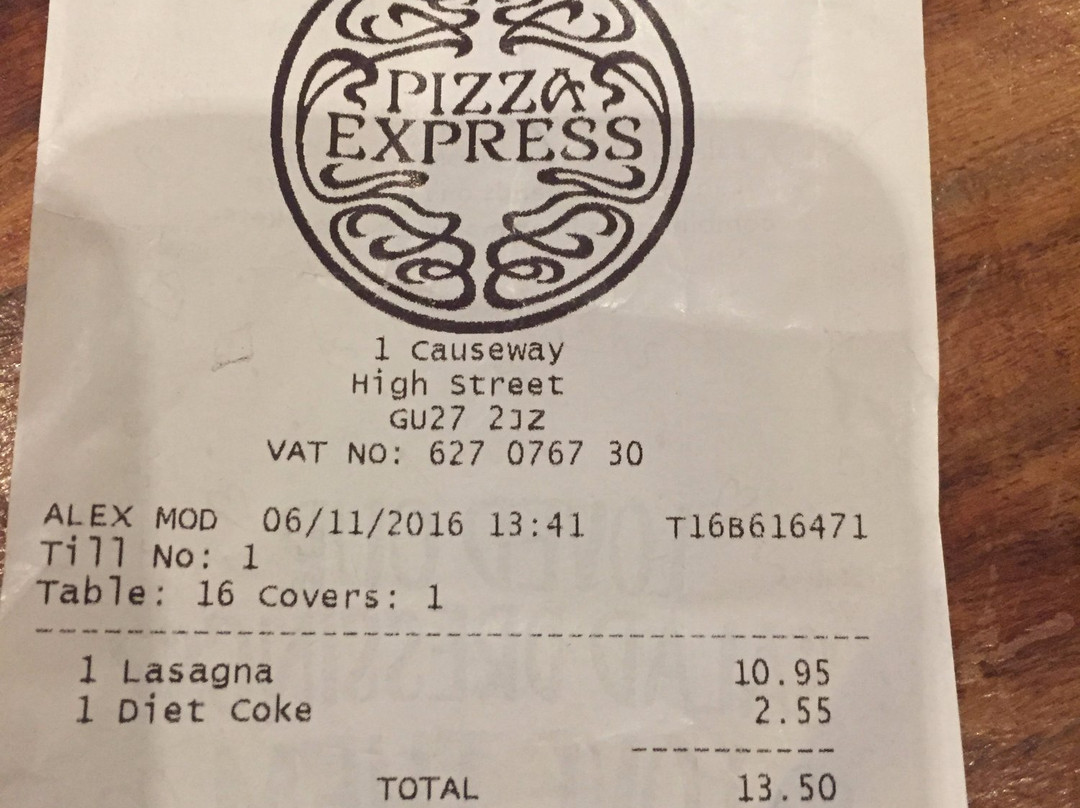 PIZZA
EXPRESS
1 Causeway
High Street
GU27 2JZ
VAT NO: 627 0767 30
ALEX MOD 06/11/2016 13:41 T16B616471
Till No: 1
Table: 16 Covers: 1
1 Lasagna 10.95
1 Diet Coke 2.55
TOTAL 13.50